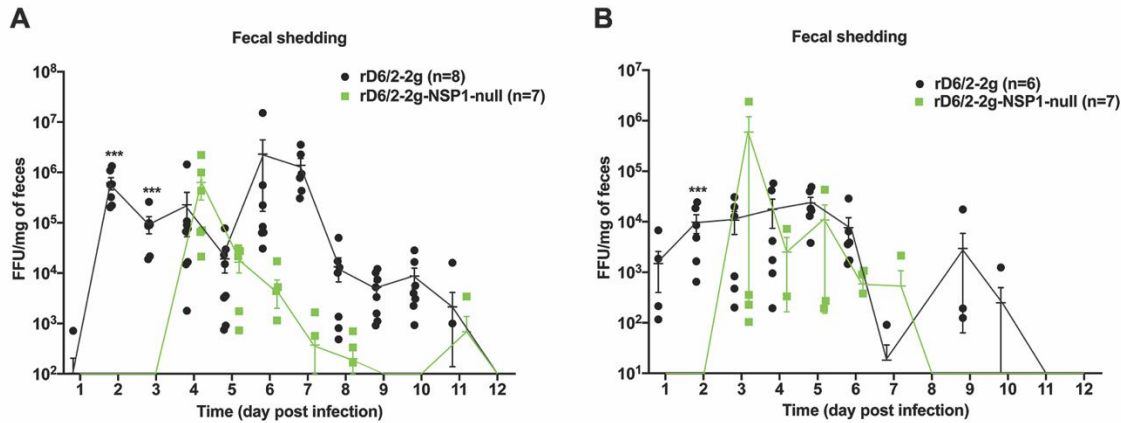 A
Fecal shedding
rD6/2-2g (n=8)
rD6/2-2g-NSP1-null (n=7)
FFU/mg of feces
10⁸
10⁷
10⁶
10⁵
10⁴
10³
10²
***
***
1 2 3 4 5 6 7 8 9 10 11 12
Time (day post infection)
B
Fecal shedding
rD6/2-2g (n=6)
rD6/2-2g-NSP1-null (n=7)
FFU/mg of feces
10⁷
10⁶
10⁵
10⁴
10³
10²
10¹
***
1 2 3 4 5 6 7 8 9 10 11 12
Time (day post infection)